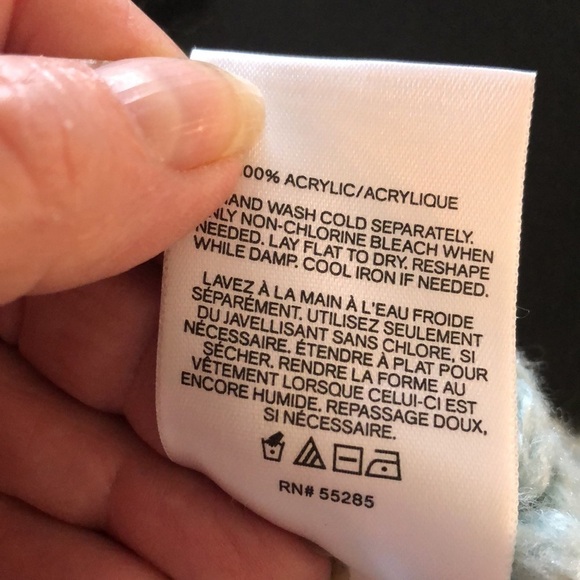 00% ACRYLIC/ACRYLIQUE
HAND WASH COLD SEPARATELY.
ONLY NON-CHLORINE BLEACH WHEN
NEEDED. LAY FLAT TO DRY. RESHAPE
WHILE DAMP. COOL IRON IF NEEDED.
LAVEZ À LA MAIN À L'EAU FROIDE
SÉPARÉMENT. UTILISEZ SEULEMENT
DU JAVELLISANT SANS CHLORE, SI
NÉCESSAIRE. ÉTENDRE À PLAT POUR
SÉCHER. RENDRE LA FORME AU
VÊTEMENT LORSQUE CELUI-CI EST
ENCORE HUMIDE. REPASSAGE DOUX,
SI NÉCESSAIRE.
RN# 55285